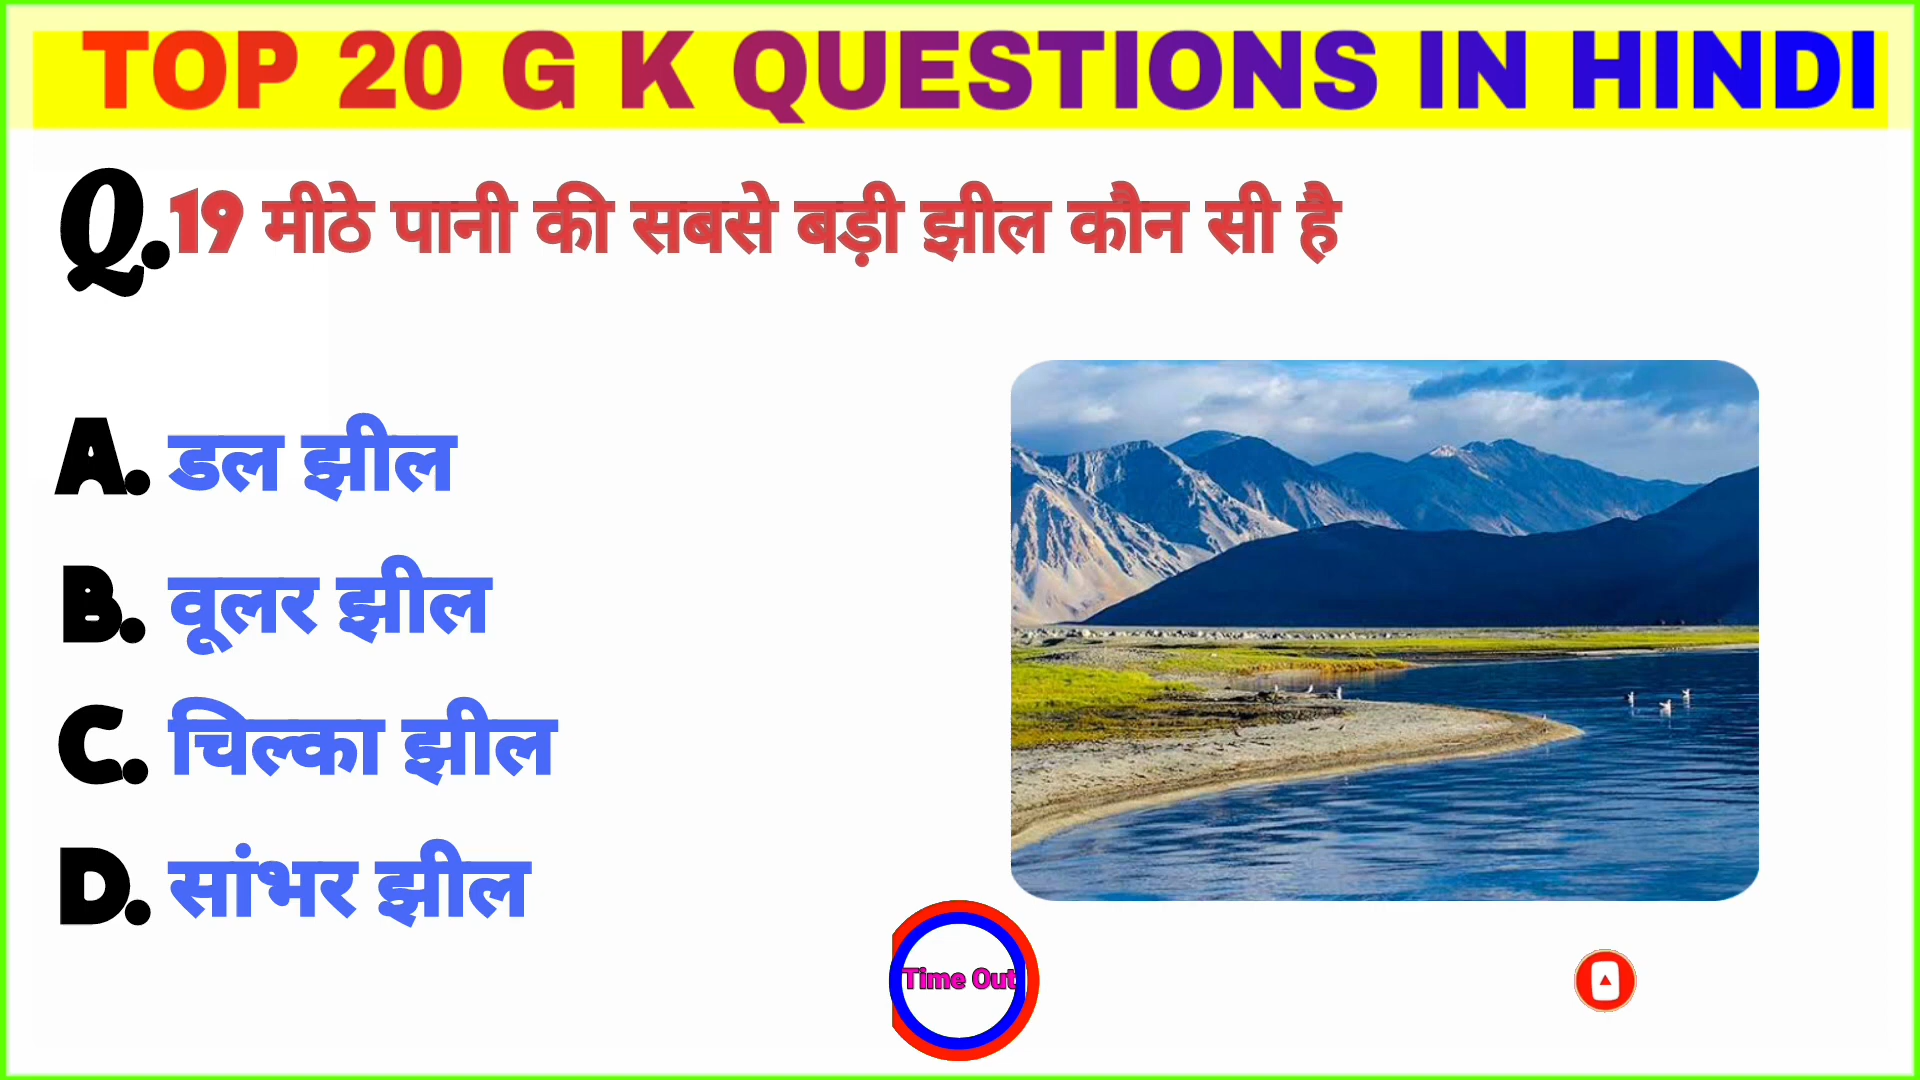 TOP 20 G K QUESTIONS IN HINDI
Q.19 मीठे पानी की सबसे बड़ी झील कौन सी है
A. डल झील
B. वूलर झील
C. चिल्का झील
D. सांभर झील
Time Out